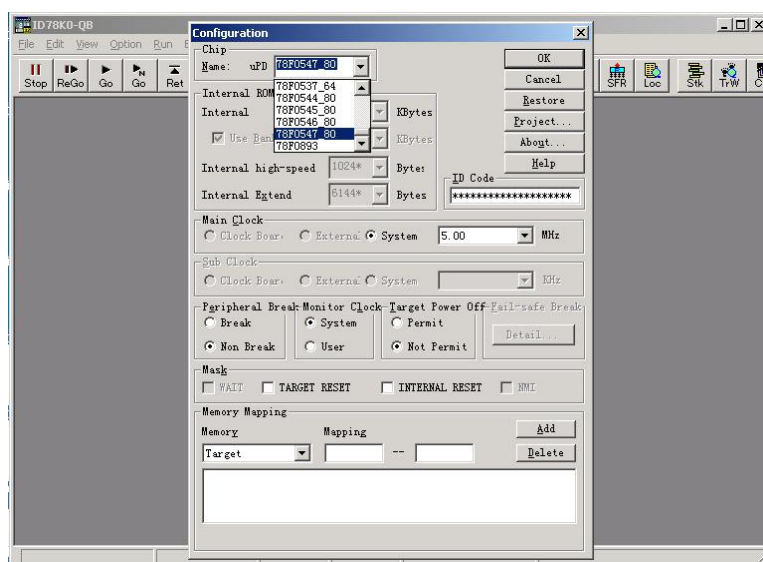 ID78K0-QB
File Edit View Option Run
Stop ReGo Go Go Ret
SFR Loc Stk TrW
Configuration
Chip
Name: uPD 78F0547_80
78F0537_64
78F0544_80
78F0545_80
78F0546_80
78F0547_80
78F0893
OK
Cancel
Restore
Project...
About...
Help
Internal ROM
Internal KBytes
Use Ban KBytes
Internal high-speed 1024* Bytes
Internal Extend 6144* Bytes
ID Code
********************
Main Clock
Clock Boar External System 5.00 MHz
Sub Clock
Clock Boar External System KHz
Peripheral Break Monitor Clock Target Power Off Fail-safe Break
Break System Permit
Detail...
Non Break User Not Permit
Mask
WAIT TARGET RESET INTERNAL RESET NMI
Memory Mapping
Memory Mapping Add
Target -- Delete